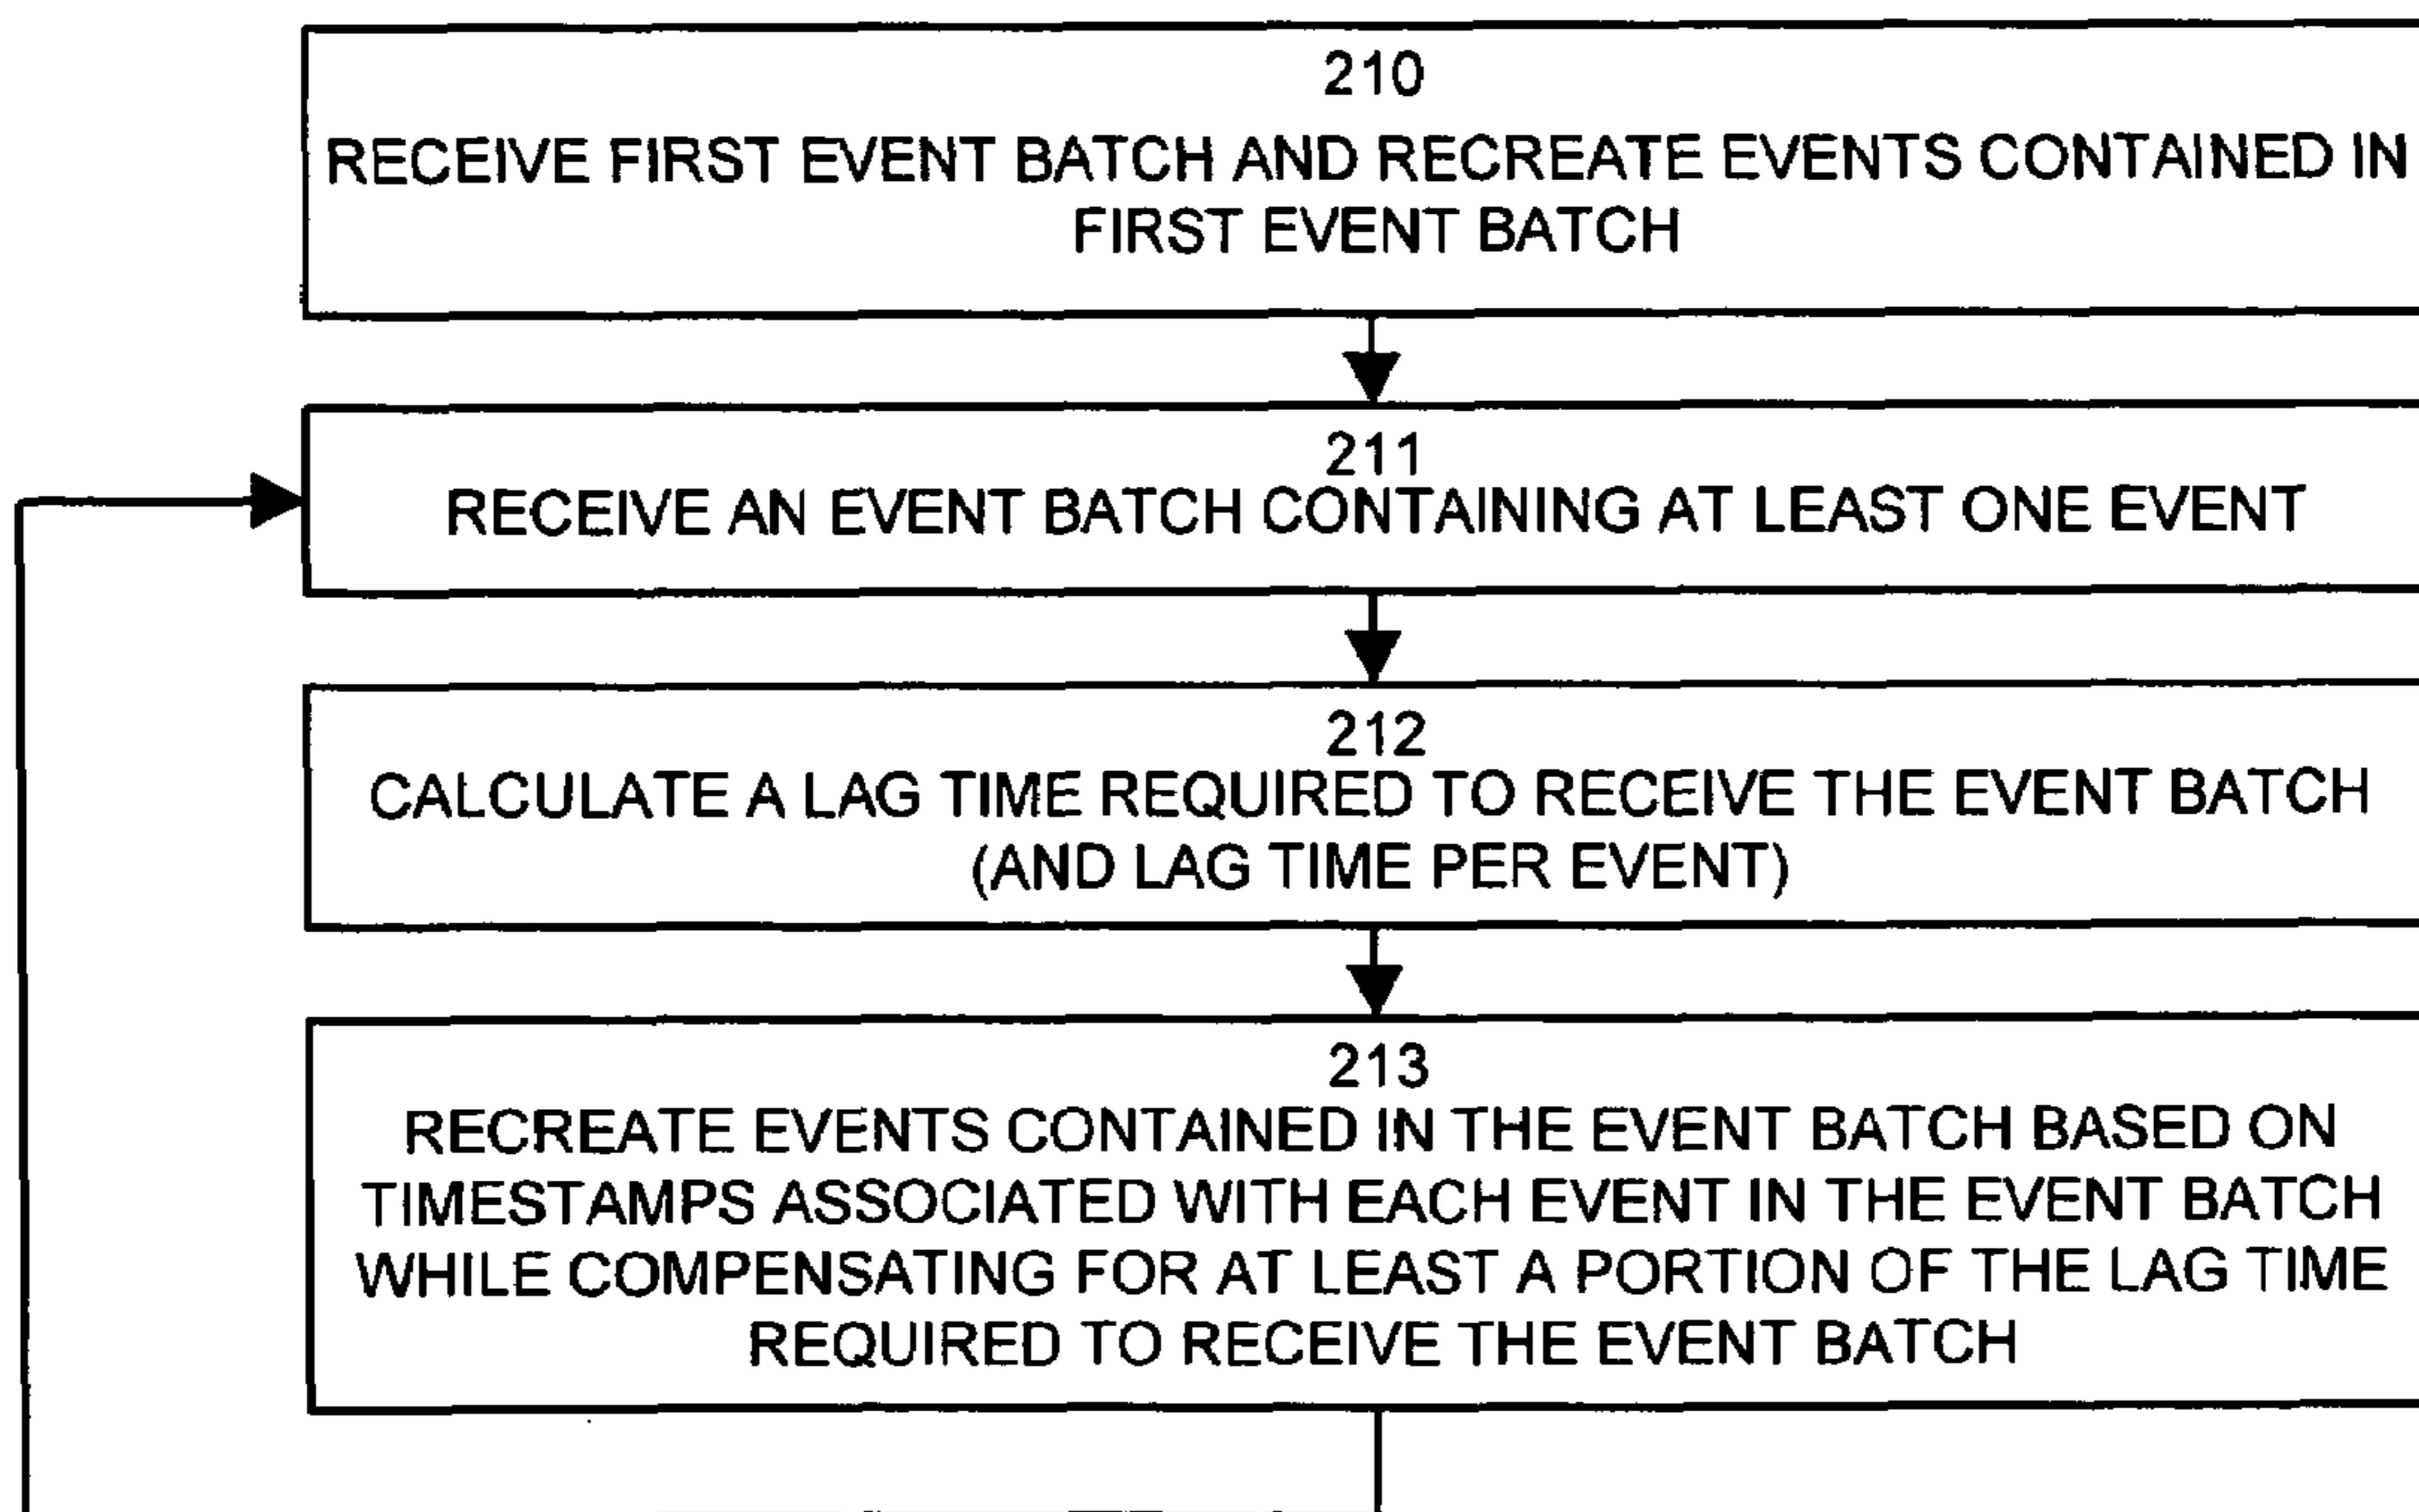 210
RECEIVE FIRST EVENT BATCH AND RECREATE EVENTS CONTAINED IN
FIRST EVENT BATCH
211
RECEIVE AN EVENT BATCH CONTAINING AT LEAST ONE EVENT
212
CALCULATE A LAG TIME REQUIRED TO RECEIVE THE EVENT BATCH
(AND LAG TIME PER EVENT)
213
RECREATE EVENTS CONTAINED IN THE EVENT BATCH BASED ON
TIMESTAMPS ASSOCIATED WITH EACH EVENT IN THE EVENT BATCH
WHILE COMPENSATING FOR AT LEAST A PORTION OF THE LAG TIME
REQUIRED TO RECEIVE THE EVENT BATCH